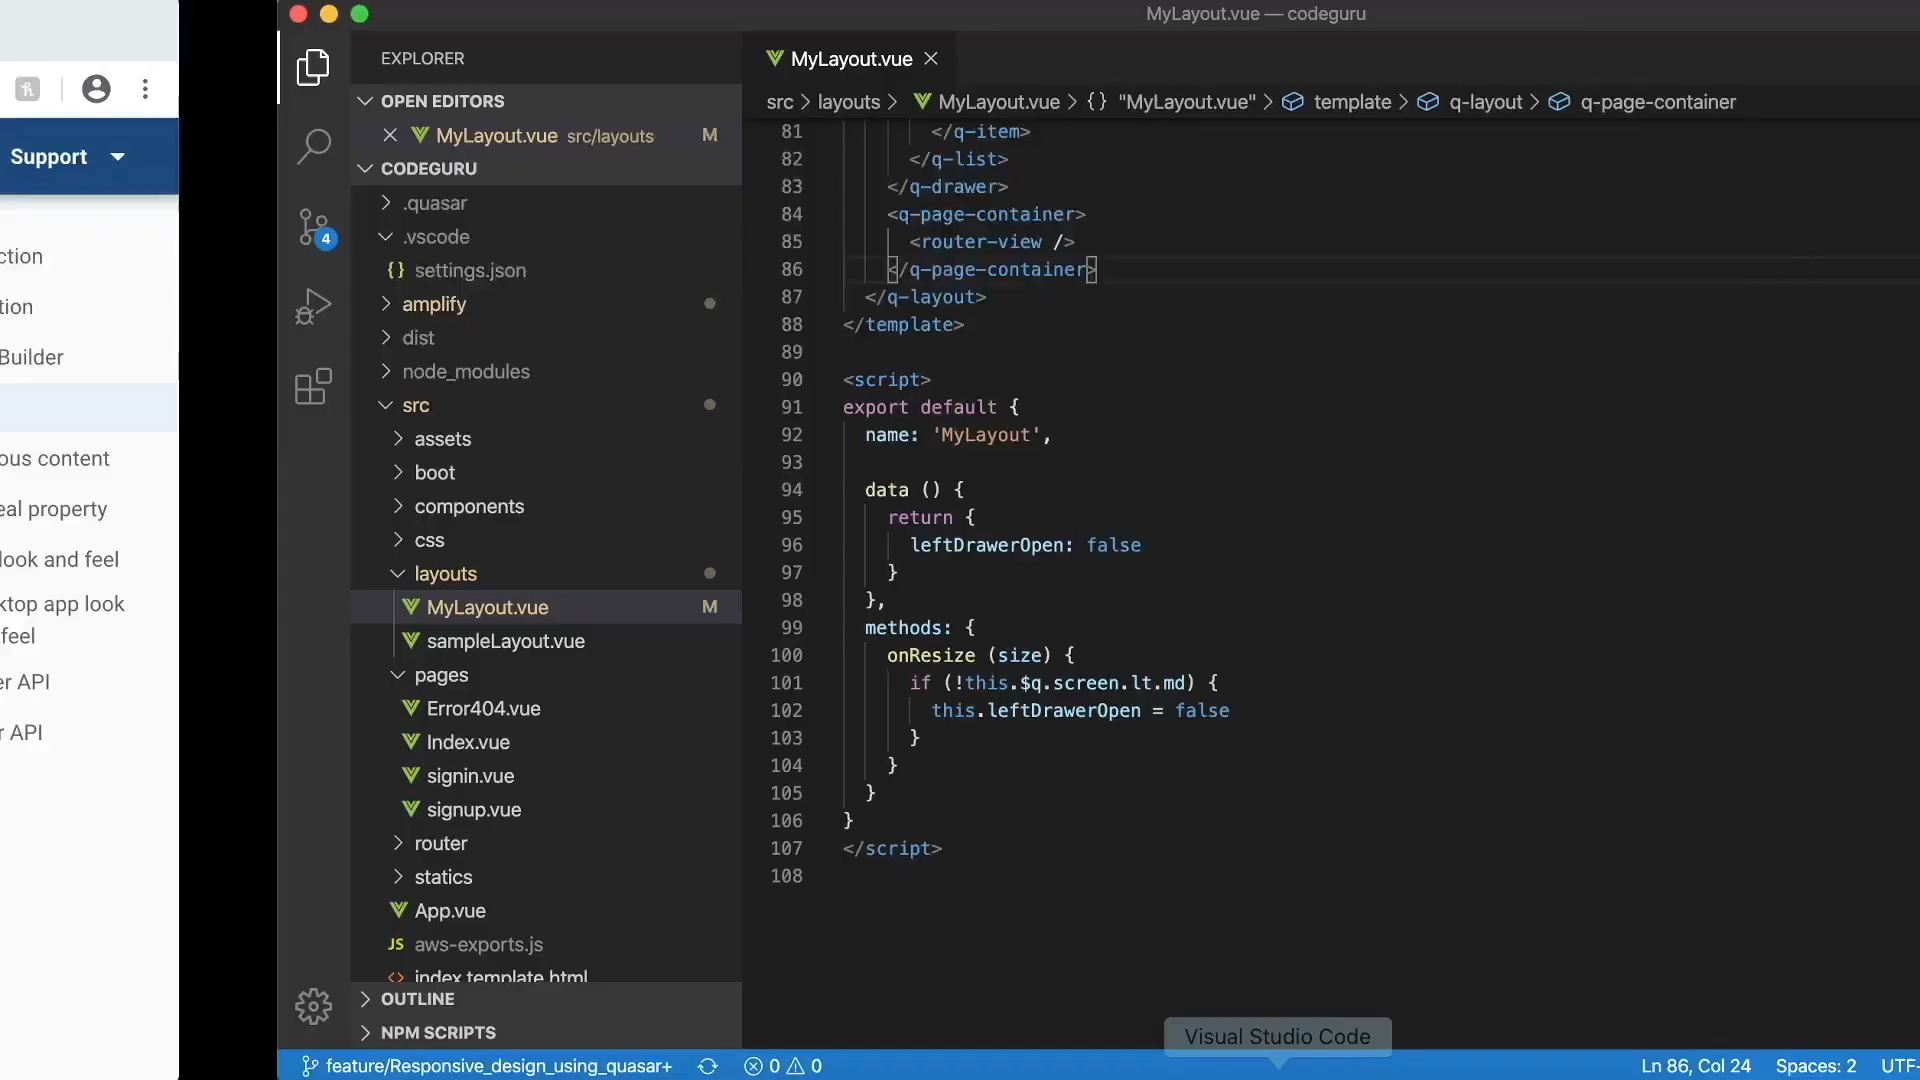 Support
ction
tion
Builder
ous content
eal property
look and feel
ktop app look
feel
er API
r API
MyLayout.vue — codeguru
EXPLORER
OPEN EDITORS
MyLayout.vue src/layouts M
CODEGURU
.quasar
.vscode
{} settings.json
amplify
dist
node_modules
src
assets
boot
components
css
layouts
MyLayout.vue M
sampleLayout.vue
pages
Error404.vue
Index.vue
signin.vue
signup.vue
router
statics
App.vue
JS aws-exports.js
<> index.template.html
OUTLINE
NPM SCRIPTS
4
MyLayout.vue
src > layouts > MyLayout.vue > {} "MyLayout.vue" > template > q-layout > q-page-container
81 </q-item>
82 </q-list>
83 </q-drawer>
84 <q-page-container>
85 <router-view />
86 </q-page-container>
87 </q-layout>
88 </template>
89
90 <script>
91 export default {
92 name: 'MyLayout',
93
94 data () {
95 return {
96 leftDrawerOpen: false
97 }
98 },
99 methods: {
100 onResize (size) {
101 if (!this.$q.screen.lt.md) {
102 this.leftDrawerOpen = false
103 }
104 }
105 }
106 }
107 </script>
108
Visual Studio Code
feature/Responsive_design_using_quasar+ 0 0 Ln 86, Col 24 Spaces: 2 UTF-